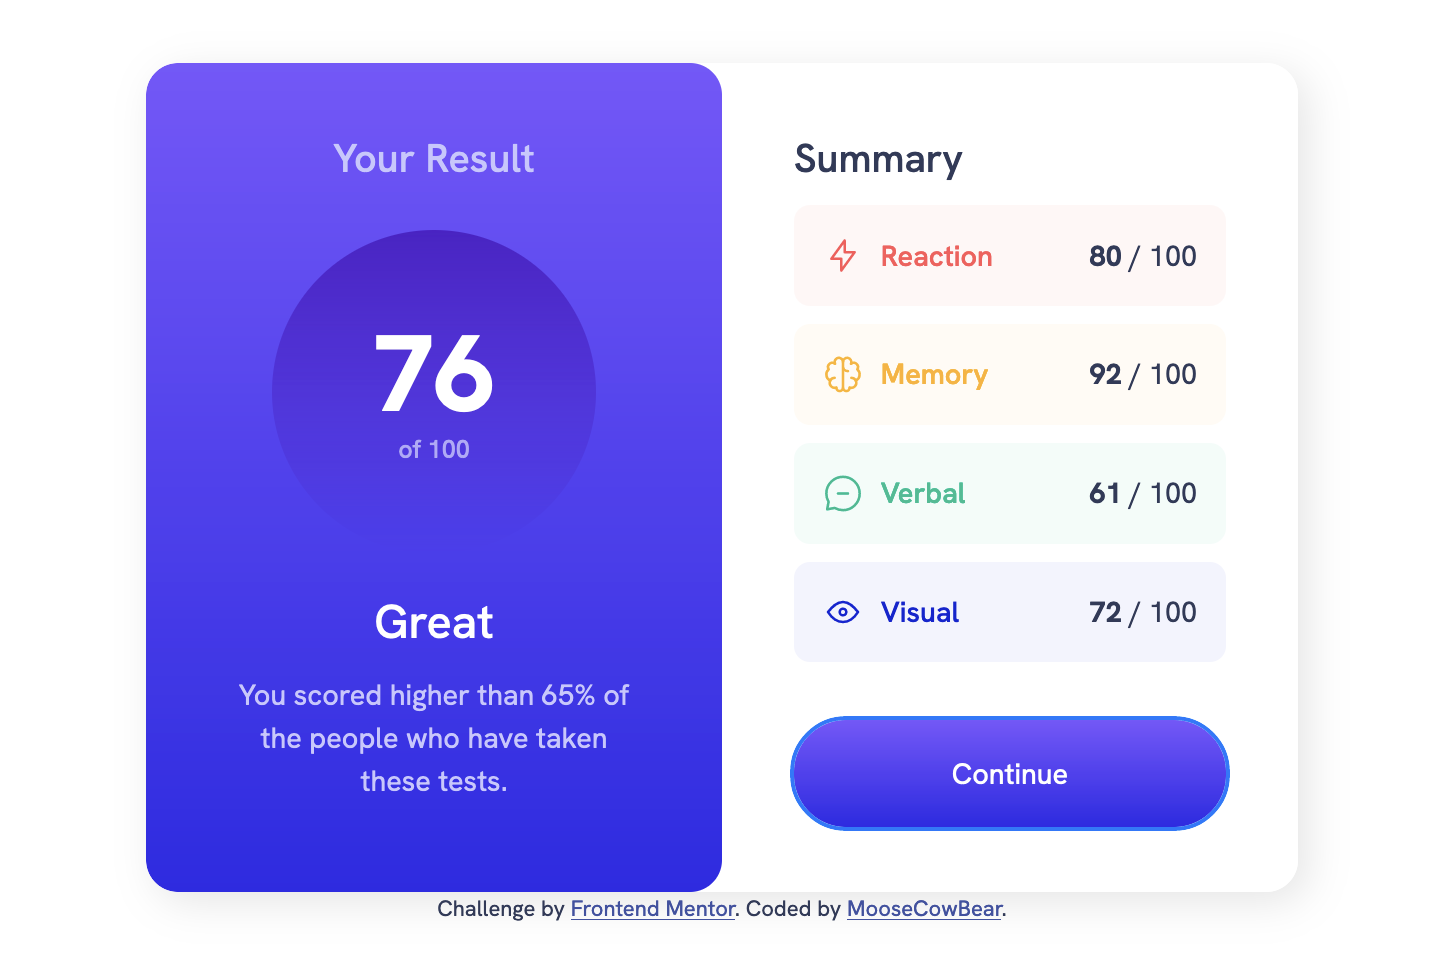 Your Result
76
of 100
Great
You scored higher than 65% of
the people who have taken
these tests.
Summary
Reaction 80 / 100
Memory 92 / 100
Verbal 61 / 100
Visual 72 / 100
Continue
Challenge by Frontend Mentor. Coded by MooseCowBear.